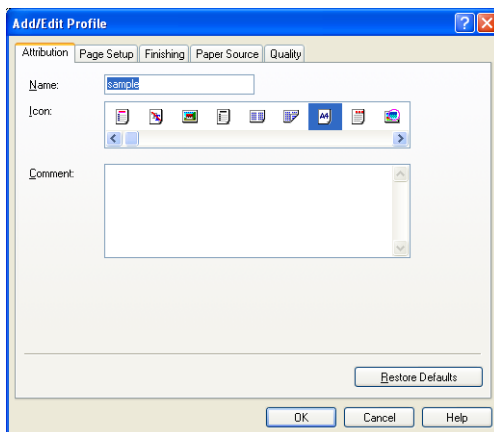 Add/Edit Profile
Attribution Page Setup Finishing Paper Source Quality
Name: sample
Icon:
A4
Comment:
Restore Defaults
OK Cancel Help